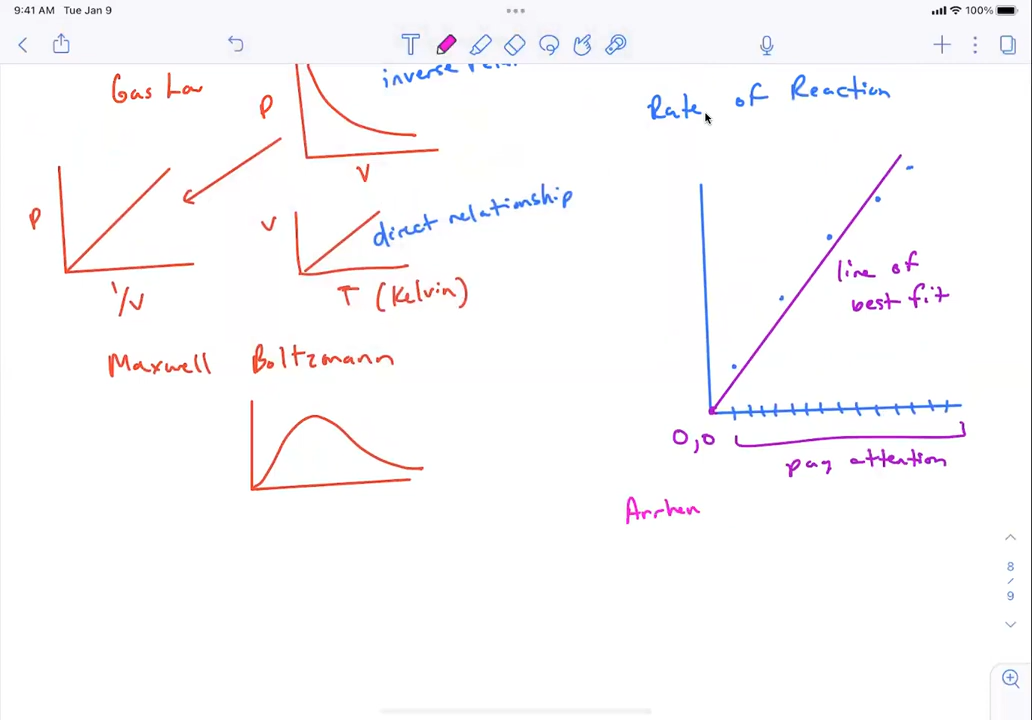 9:41 AM Tue Jan 9
100%
Gas Law
P
V
inverse
P
1/V
V
direct relationship
T (Kelvin)
Maxwell Boltzmann
Rate of Reaction
line of
best fit
0,0
pay attention
Arrhen
8
/
9